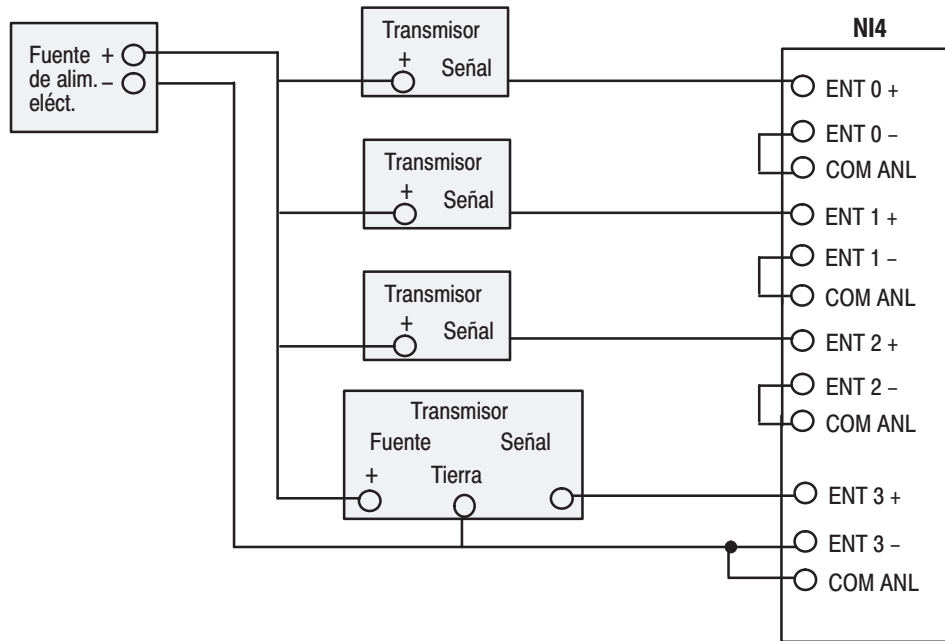 NI4
Fuente +
de alim. –
eléct.
Transmisor
+
Señal
ENT 0 +
ENT 0 –
COM ANL
Transmisor
+
Señal
ENT 1 +
ENT 1 –
COM ANL
Transmisor
+
Señal
ENT 2 +
ENT 2 –
COM ANL
Transmisor
Fuente Señal
+ Tierra
ENT 3 +
ENT 3 –
COM ANL